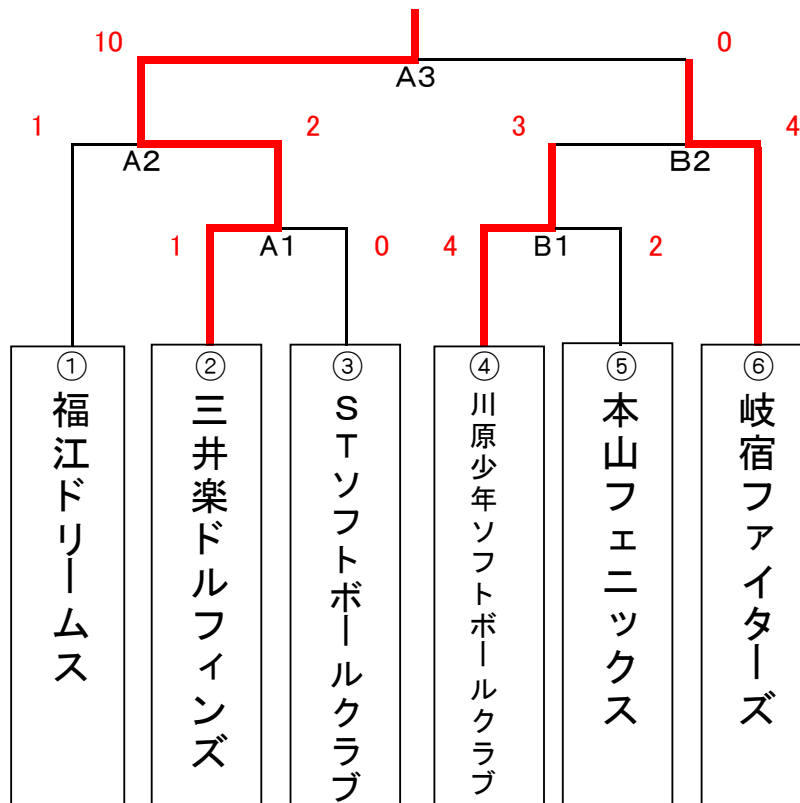 10
0
A3
1
2
3
4
A2
B2
1
A1
0
4
B1
2
①福江ドリームス
②三井楽ドルフィンズ
③STソフトボールクラブ
④川原少年ソフトボールクラブ
⑤本山フェニックス
⑥岐宿ファイターズ